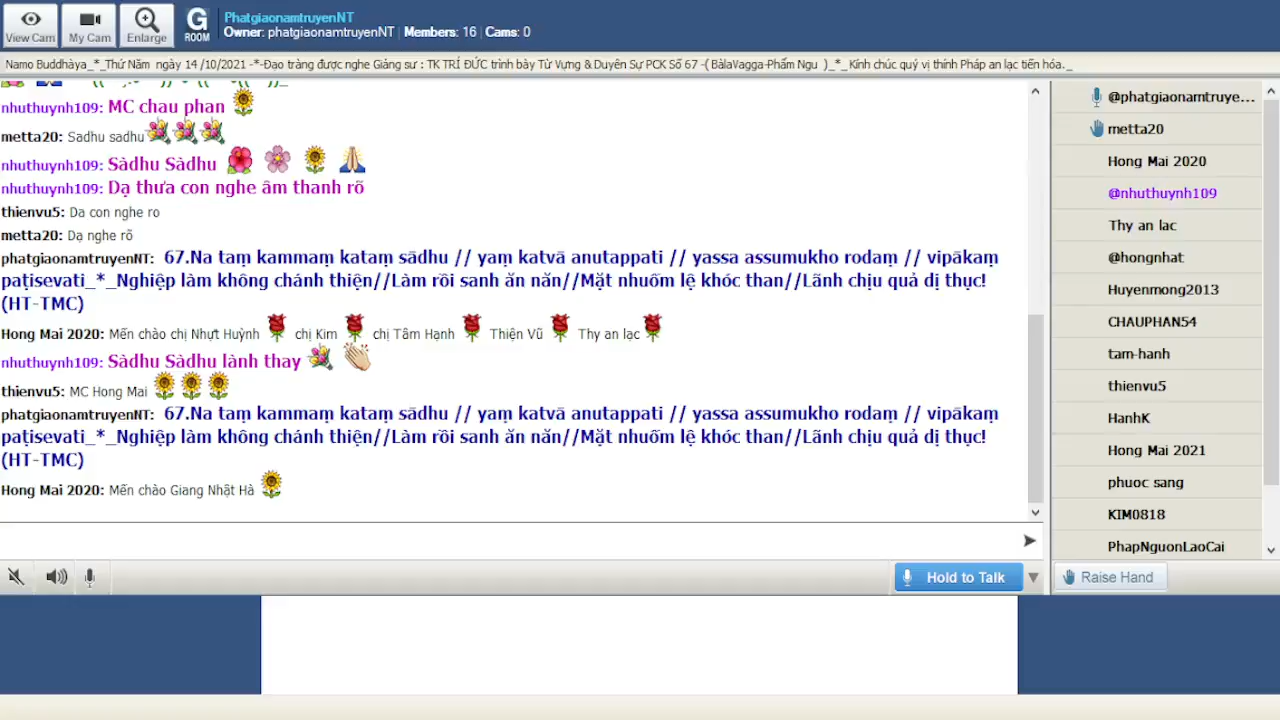 View Cam
My Cam
Enlarge
G
ROOM
PhatgiaonamtruyenNT
Owner: phatgiaonamtruyenNT | Members: 16 | Cams: 0
Namo Buddhàya_*_Thứ Năm ngày 14 /10/2021 -*-Đạo tràng được nghe Giảng sư : TK TRÍ ĐỨC trình bày Từ Vựng & Duyên Sự PCK Số 67 -( BàlaVagga-Phẩm Ngu )_*_ Kính chúc quý vị thính Pháp an lạc tiến hóa._
nhuthuynh109: MC chau phan
metta20: Sadhu sadhu
nhuthuynh109: Sàdhu Sàdhu
nhuthuynh109: Dạ thưa con nghe âm thanh rõ
thienvu5: Da con nghe ro
metta20: Dạ nghe rõ
phatgiaonamtruyenNT: 67.Na taṃ kammaṃ kataṃ sādhu // yaṃ katvā anutappati // yassa assumukho rodaṃ // vipākaṃ
paṭisevati_*_Nghiệp làm không chánh thiện//Làm rồi sanh ăn năn//Mặt nhuốm lệ khóc than//Lãnh chịu quả dị thục!
(HT-TMC)
Hong Mai 2020: Mến chào chị Nhựt Huỳnh chị Kim chị Tâm Hạnh Thiện Vũ Thy an lạc
nhuthuynh109: Sàdhu Sàdhu lành thay
thienvu5: MC Hong Mai
phatgiaonamtruyenNT: 67.Na taṃ kammaṃ kataṃ sādhu // yaṃ katvā anutappati // yassa assumukho rodaṃ // vipākaṃ
paṭisevati_*_Nghiệp làm không chánh thiện//Làm rồi sanh ăn năn//Mặt nhuốm lệ khóc than//Lãnh chịu quả dị thục!
(HT-TMC)
Hong Mai 2020: Mến chào Giang Nhật Hà
@phatgiaonamtruye...
metta20
Hong Mai 2020
@nhuthuynh109
Thy an lac
@hongnhat
Huyenmong2013
CHAUPHAN54
tam-hanh
thienvu5
HanhK
Hong Mai 2021
phuoc sang
KIM0818
PhapNguonLaoCai
Hold to Talk
Raise Hand